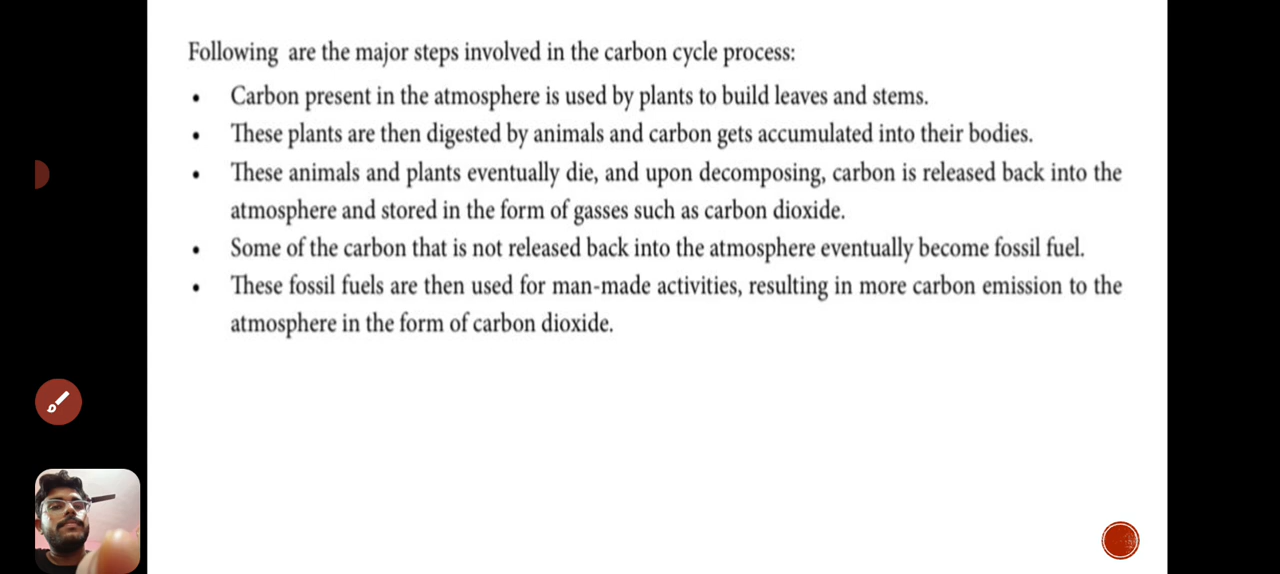 Following are the major steps involved in the carbon cycle process:
• Carbon present in the atmosphere is used by plants to build leaves and stems.
• These plants are then digested by animals and carbon gets accumulated into their bodies.
• These animals and plants eventually die, and upon decomposing, carbon is released back into the
atmosphere and stored in the form of gasses such as carbon dioxide.
• Some of the carbon that is not released back into the atmosphere eventually become fossil fuel.
• These fossil fuels are then used for man-made activities, resulting in more carbon emission to the
atmosphere in the form of carbon dioxide.